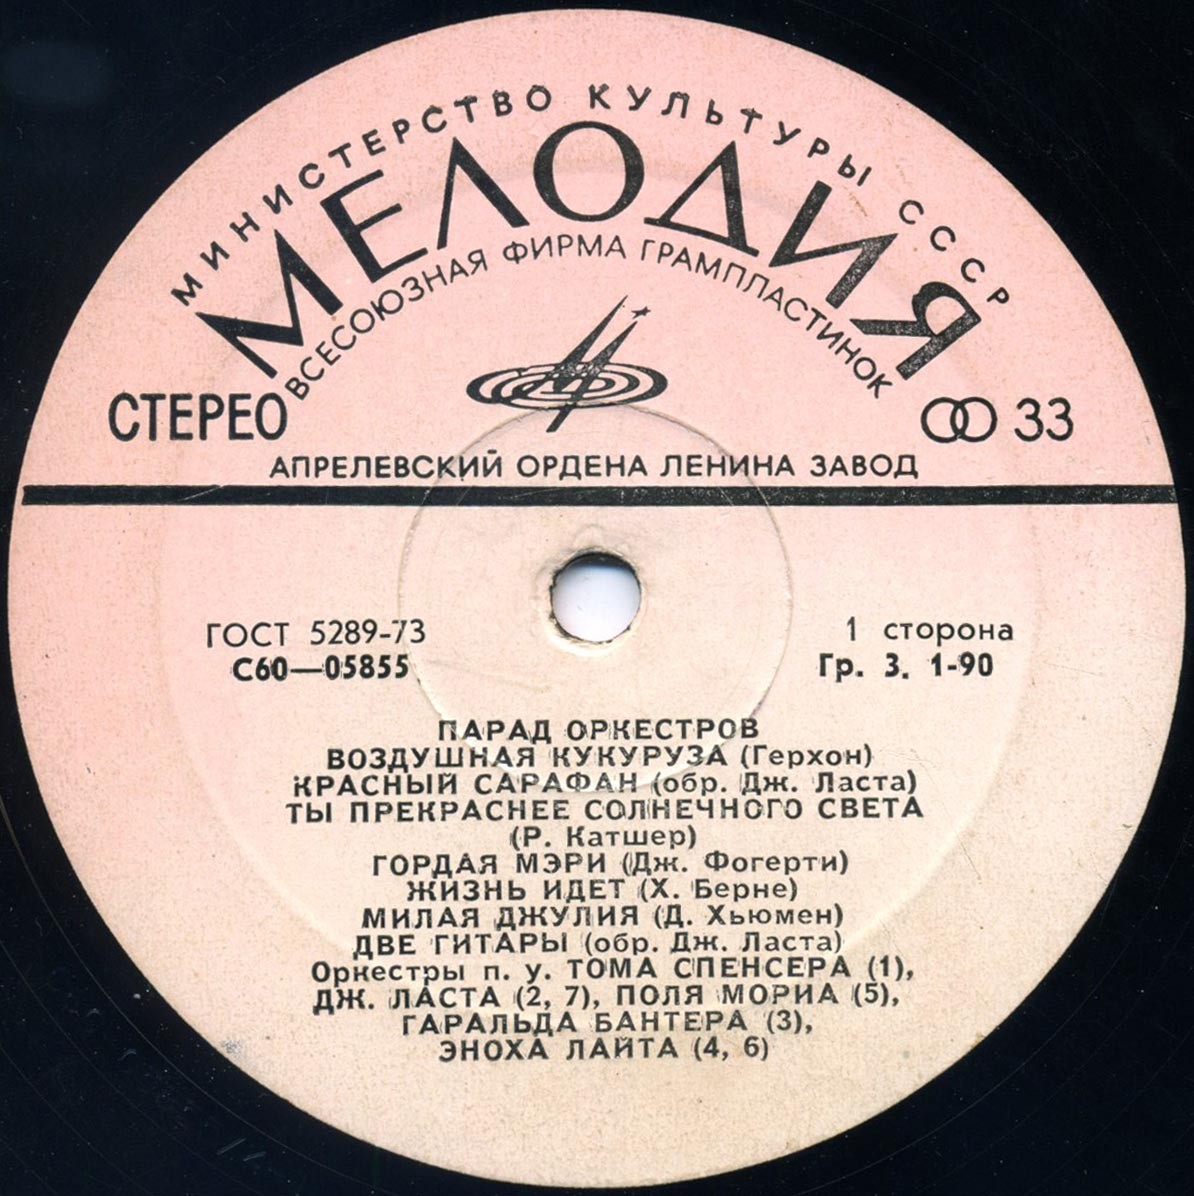 МИНИСТЕРСТВО КУЛЬТУРЫ СССР
МЕЛОДИЯ
ВСЕСОЮЗНАЯ ФИРМА ГРАМПЛАСТИНОК
СТЕРЕО
33
АПРЕЛЕВСКИЙ ОРДЕНА ЛЕНИНА ЗАВОД
ГОСТ 5289-73
1 сторона
С60—05855
Гр. 3. 1-90
ПАРАД ОРКЕСТРОВ
ВОЗДУШНАЯ КУКУРУЗА (Герхон)
КРАСНЫЙ САРАФАН (обр. Дж. Ласта)
ТЫ ПРЕКРАСНЕЕ СОЛНЕЧНОГО СВЕТА
(Р. Катшер)
ГОРДАЯ МЭРИ (Дж. Фогерти)
ЖИЗНЬ ИДЕТ (Х. Берне)
МИЛАЯ ДЖУЛИЯ (Д. Хьюмен)
ДВЕ ГИТАРЫ (обр. Дж. Ласта)
Оркестры п. у. ТОМА СПЕНСЕРА (1),
ДЖ. ЛАСТА (2, 7), ПОЛЯ МОРИА (5),
ГАРАЛЬДА БАНТЕРА (3),
ЭНОХА ЛАЙТА (4, 6)